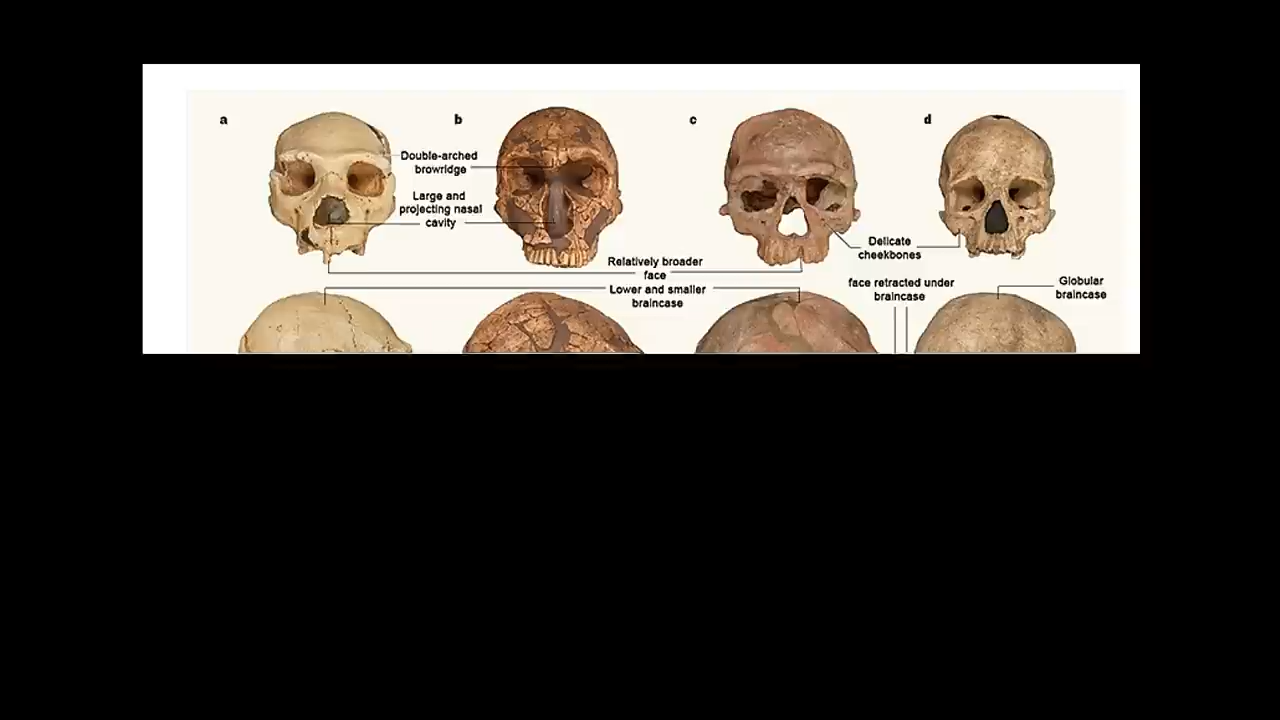 a
b
c
d
Double-arched
browridge
Large and
projecting nasal
cavity
Delicate
cheekbones
Relatively broader
face
Lower and smaller
braincase
face retracted under
braincase
Globular
braincase